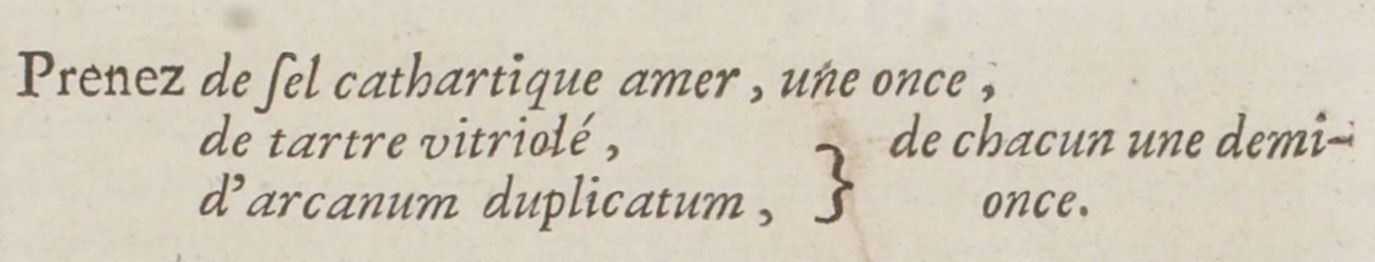 Prenez de ſel cathartique amer, une once,
de tartre vitriolé,
d'arcanum duplicatum, } de chacun une demi-
once.